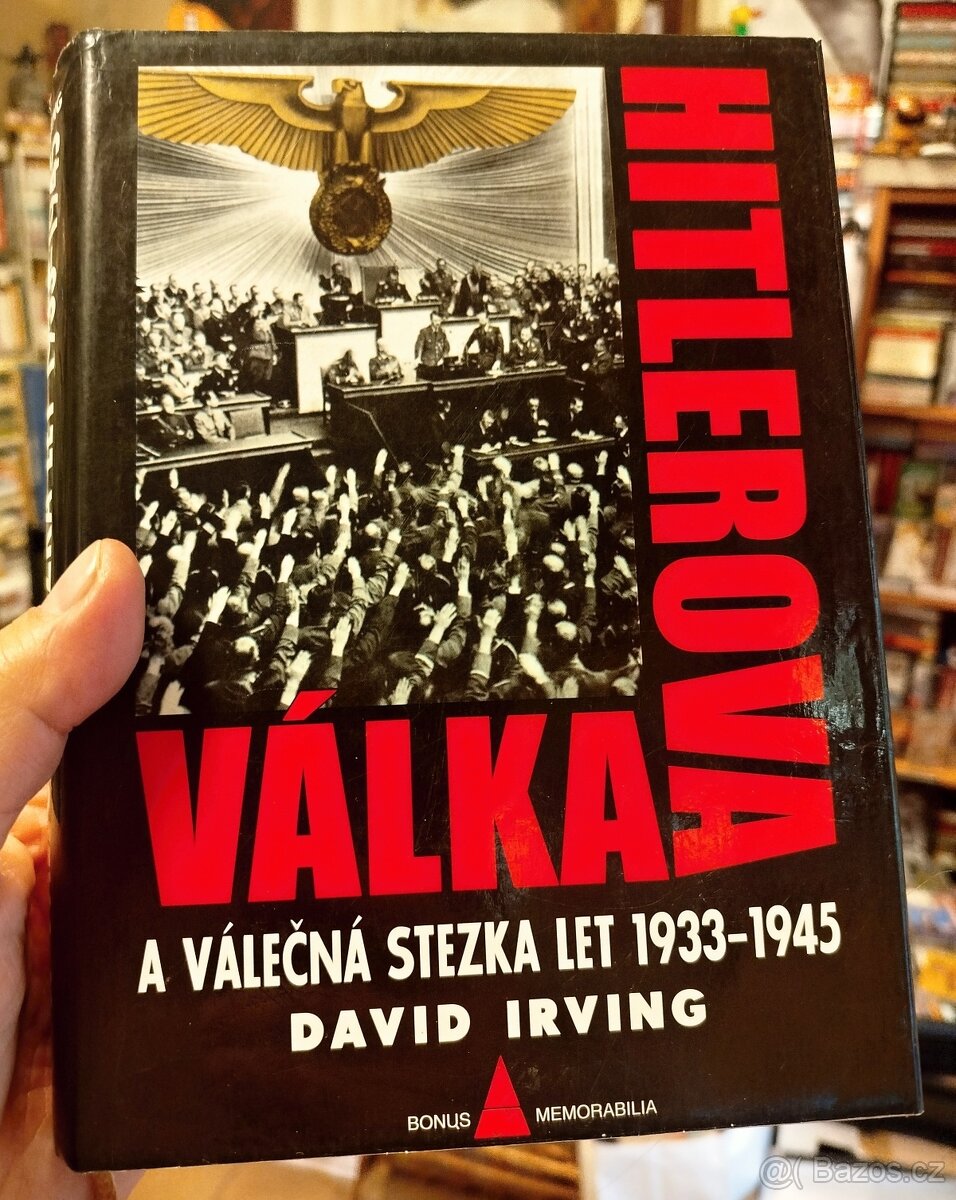 HITLEROVA
VÁLKA
A VÁLEČNÁ STEZKA LET 1933-1945
DAVID IRVING
BONUS MEMORABILIA
@( Bazos.cz